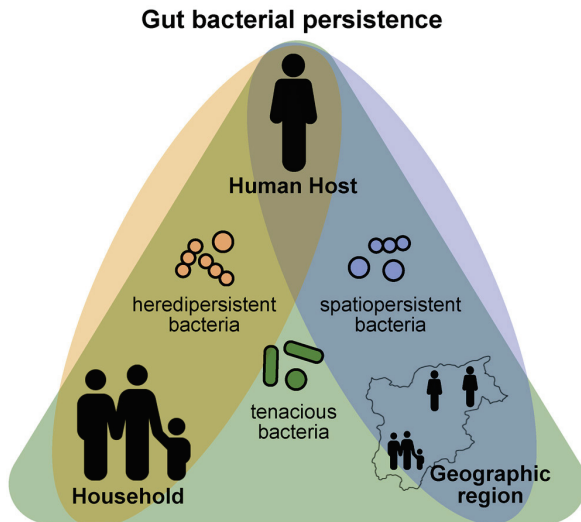 Gut bacterial persistence
Human Host
heredipersistent
bacteria
spatiopersistent
bacteria
tenacious
bacteria
Household
Geographic
region